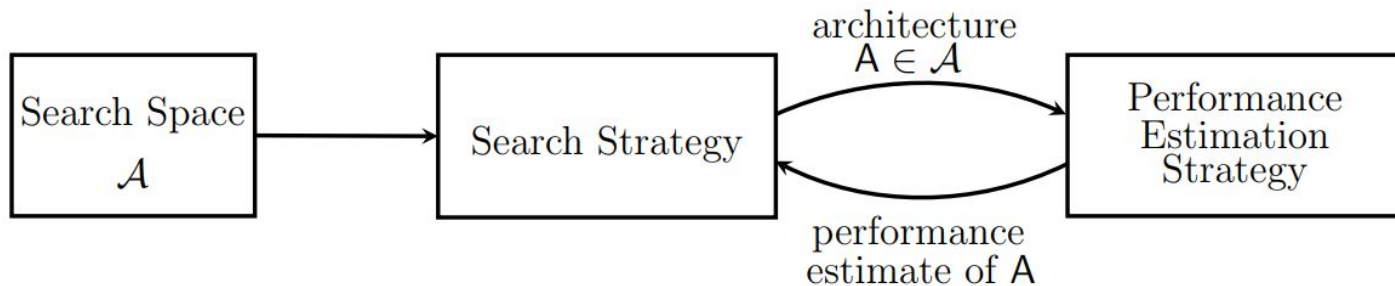 Search Space
𝒜
Search Strategy
architecture
A ∈ 𝒜
performance
estimate of A
Performance
Estimation
Strategy